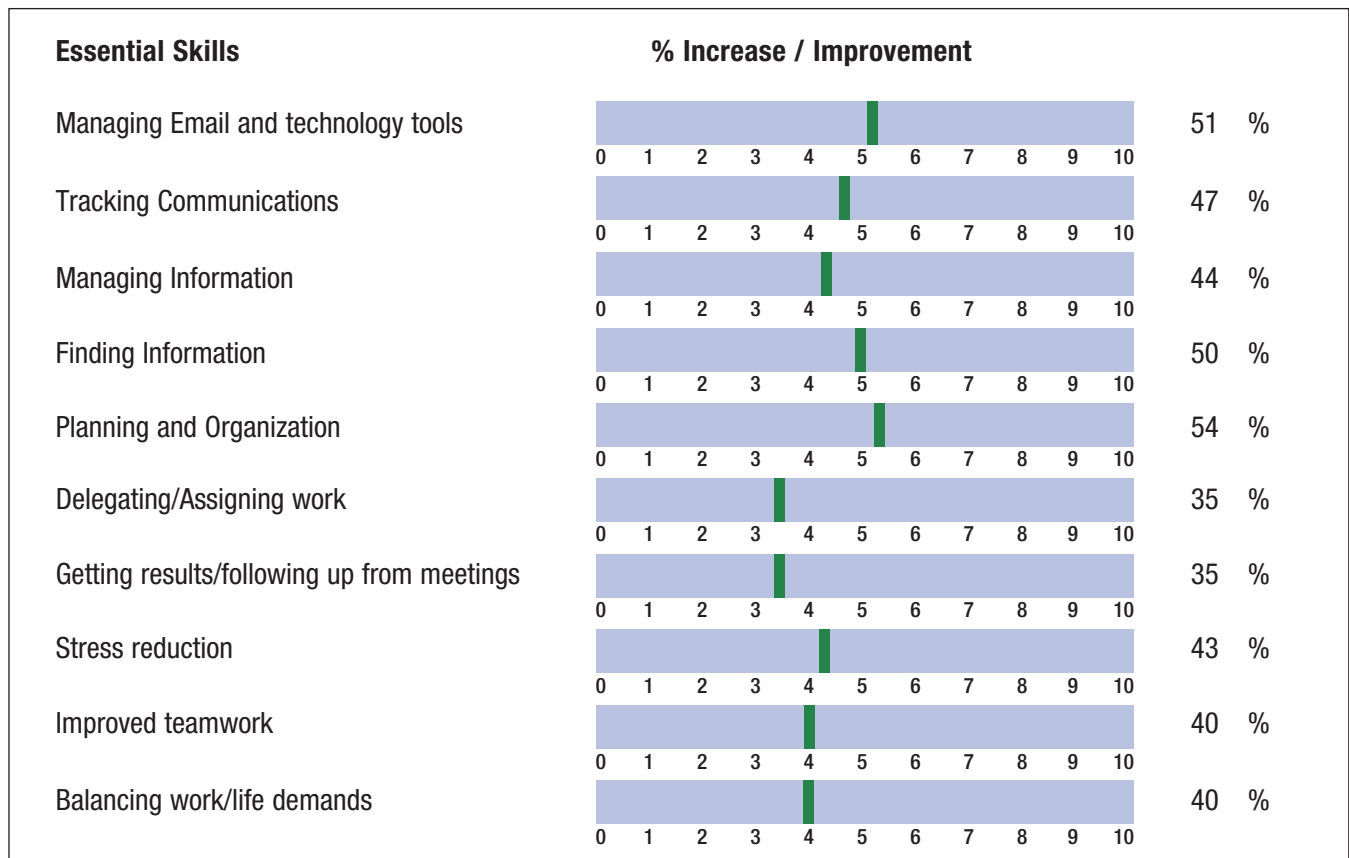 Essential Skills % Increase / Improvement
Managing Email and technology tools 51 %
0 1 2 3 4 5 6 7 8 9 10
Tracking Communications 47 %
0 1 2 3 4 5 6 7 8 9 10
Managing Information 44 %
0 1 2 3 4 5 6 7 8 9 10
Finding Information 50 %
0 1 2 3 4 5 6 7 8 9 10
Planning and Organization 54 %
0 1 2 3 4 5 6 7 8 9 10
Delegating/Assigning work 35 %
0 1 2 3 4 5 6 7 8 9 10
Getting results/following up from meetings 35 %
0 1 2 3 4 5 6 7 8 9 10
Stress reduction 43 %
0 1 2 3 4 5 6 7 8 9 10
Improved teamwork 40 %
0 1 2 3 4 5 6 7 8 9 10
Balancing work/life demands 40 %
0 1 2 3 4 5 6 7 8 9 10